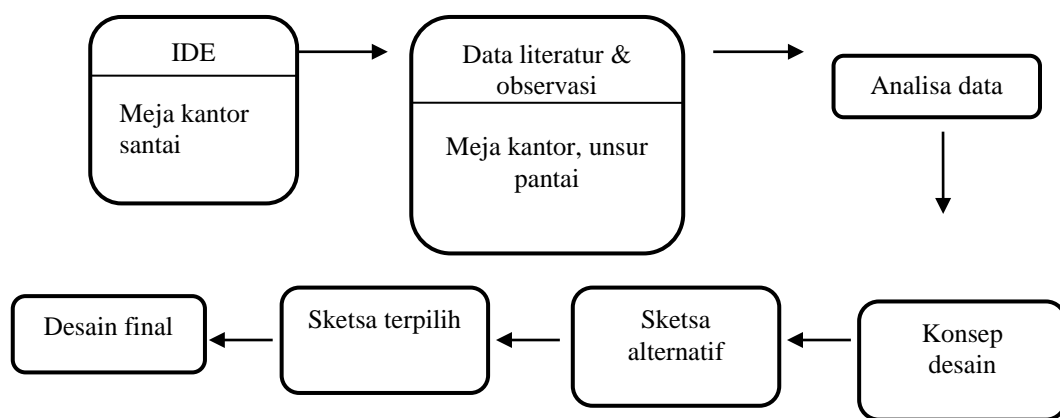 IDE
Meja kantor
santai
Data literatur &
observasi
Meja kantor, unsur
pantai
Analisa data
Konsep
desain
Sketsa
alternatif
Sketsa terpilih
Desain final